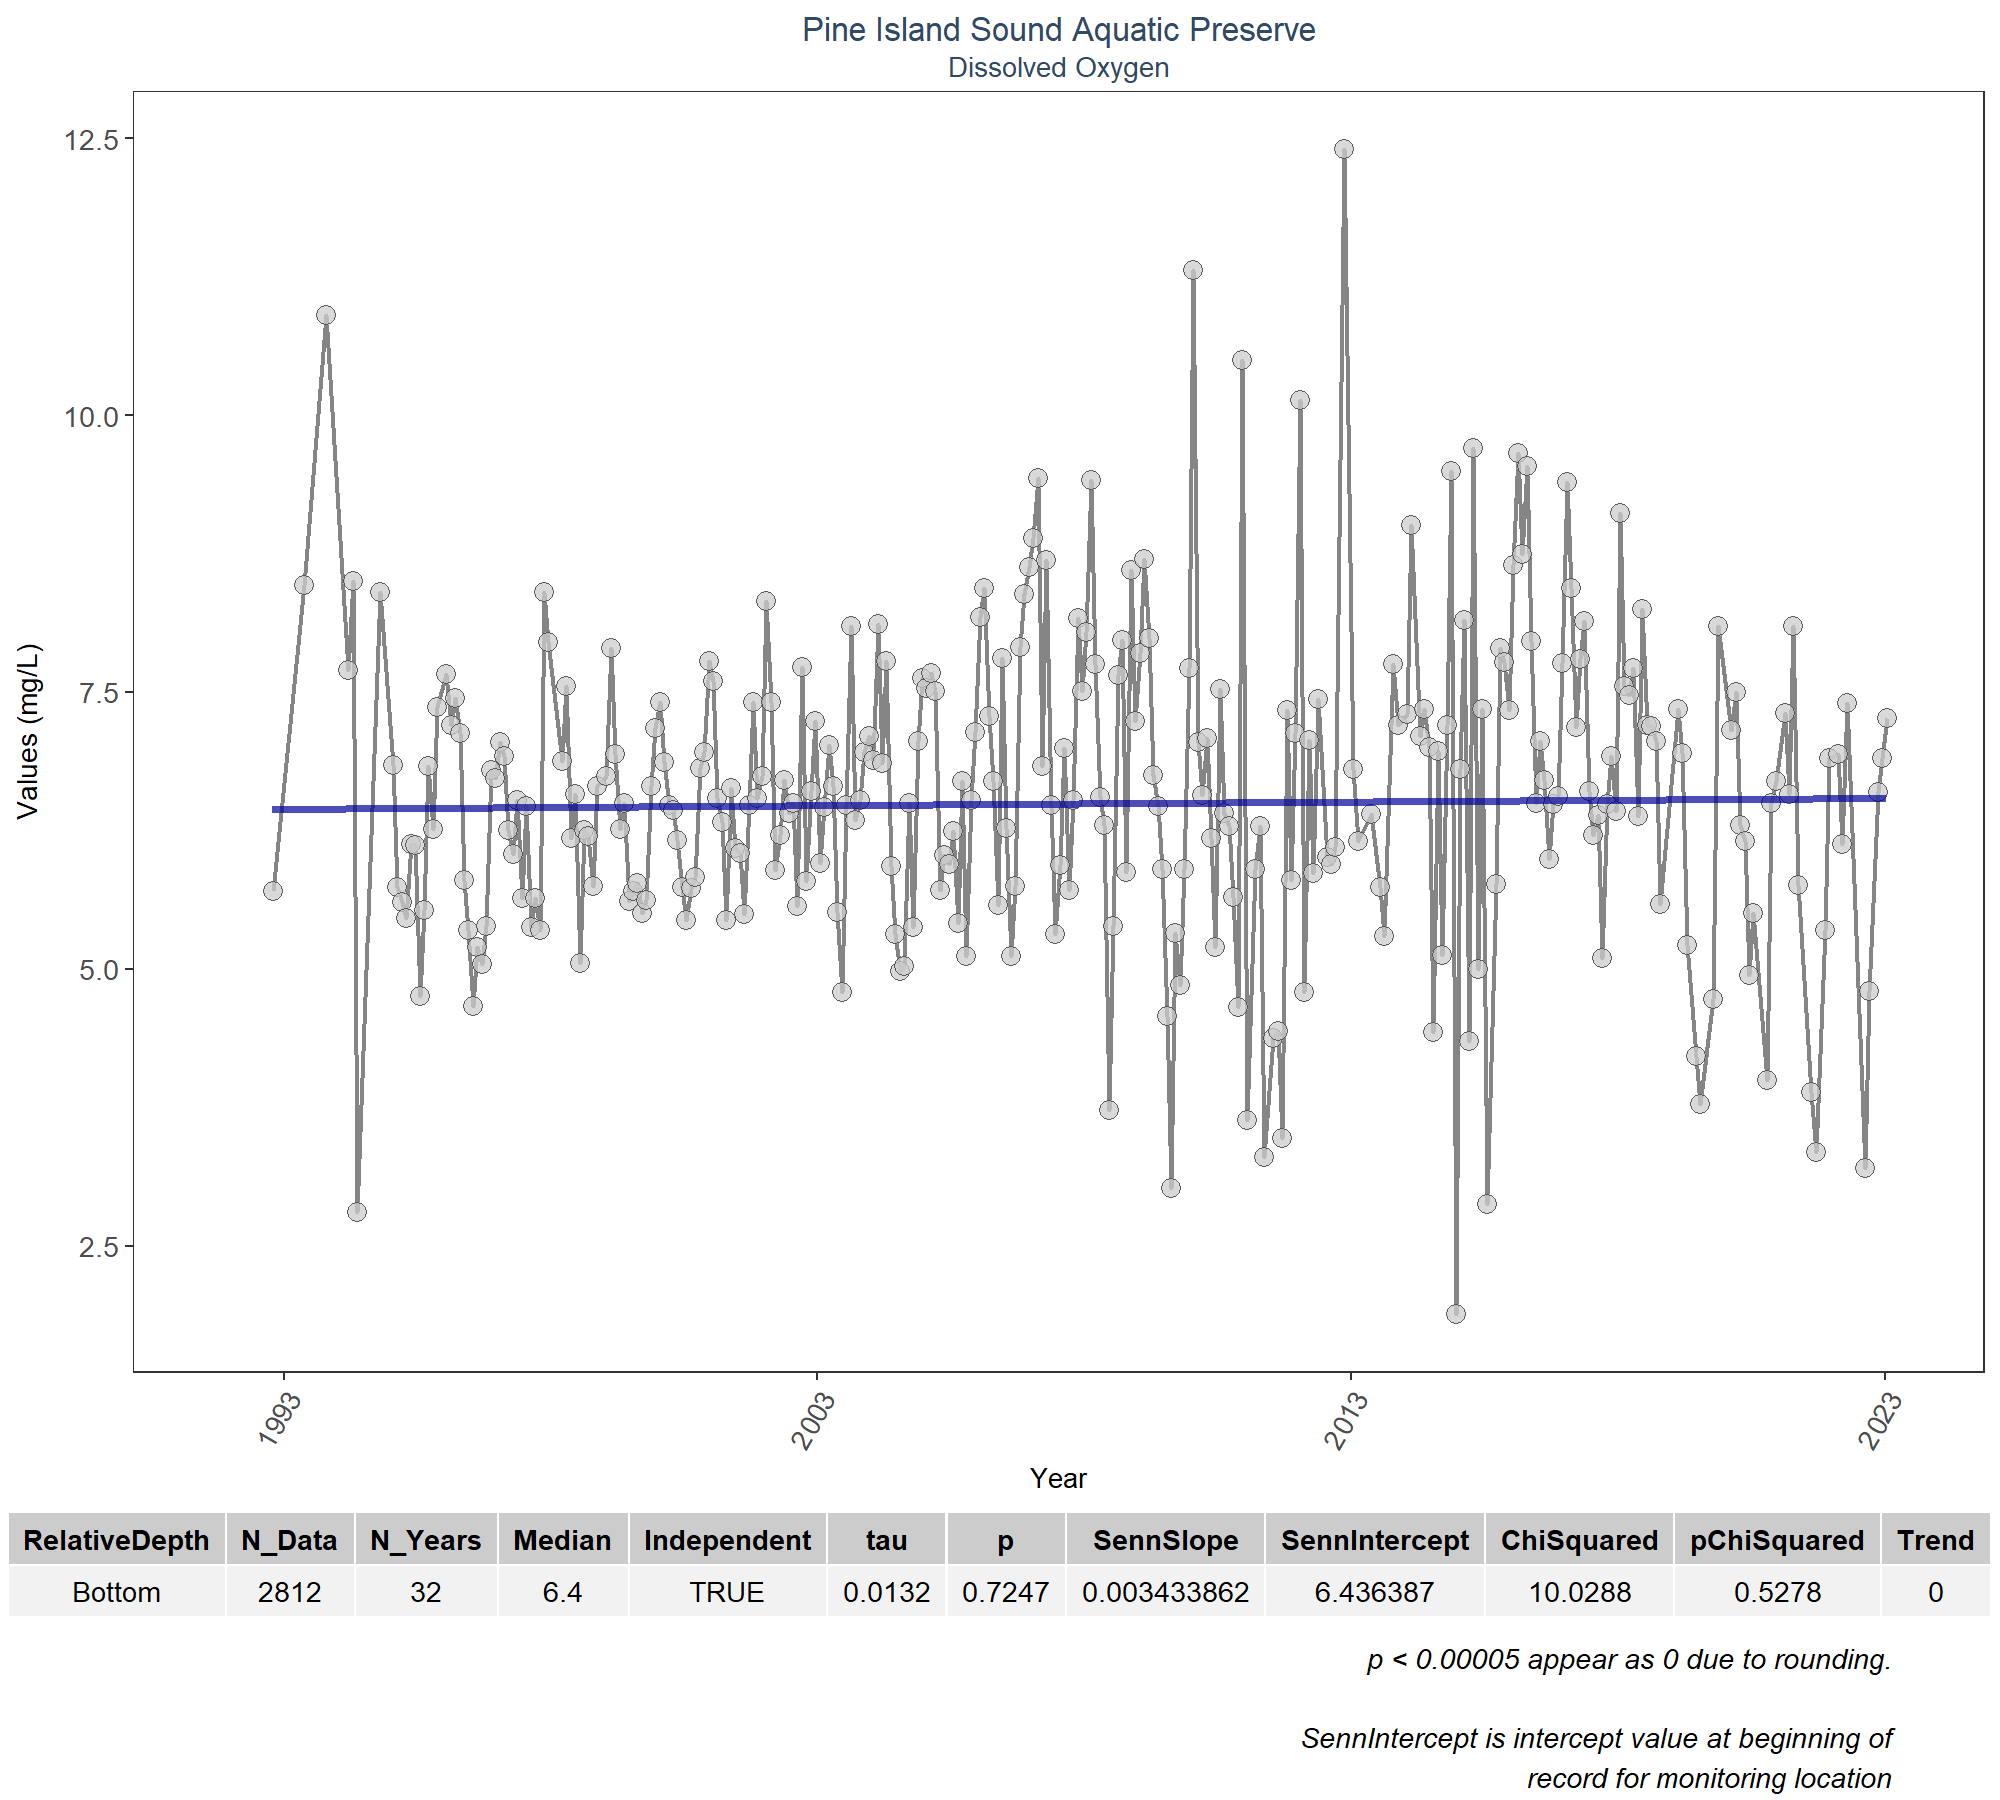 Pine Island Sound Aquatic Preserve
Dissolved Oxygen
12.5
10.0
7.5
5.0
2.5
Values (mg/L)
1993
2003
2013
2023
Year
RelativeDepth N_Data N_Years Median Independent tau p SennSlope SennIntercept ChiSquared pChiSquared Trend
Bottom 2812 32 6.4 TRUE 0.0132 0.7247 0.003433862 6.436387 10.0288 0.5278 0
p < 0.00005 appear as 0 due to rounding.
SennIntercept is intercept value at beginning of
record for monitoring location